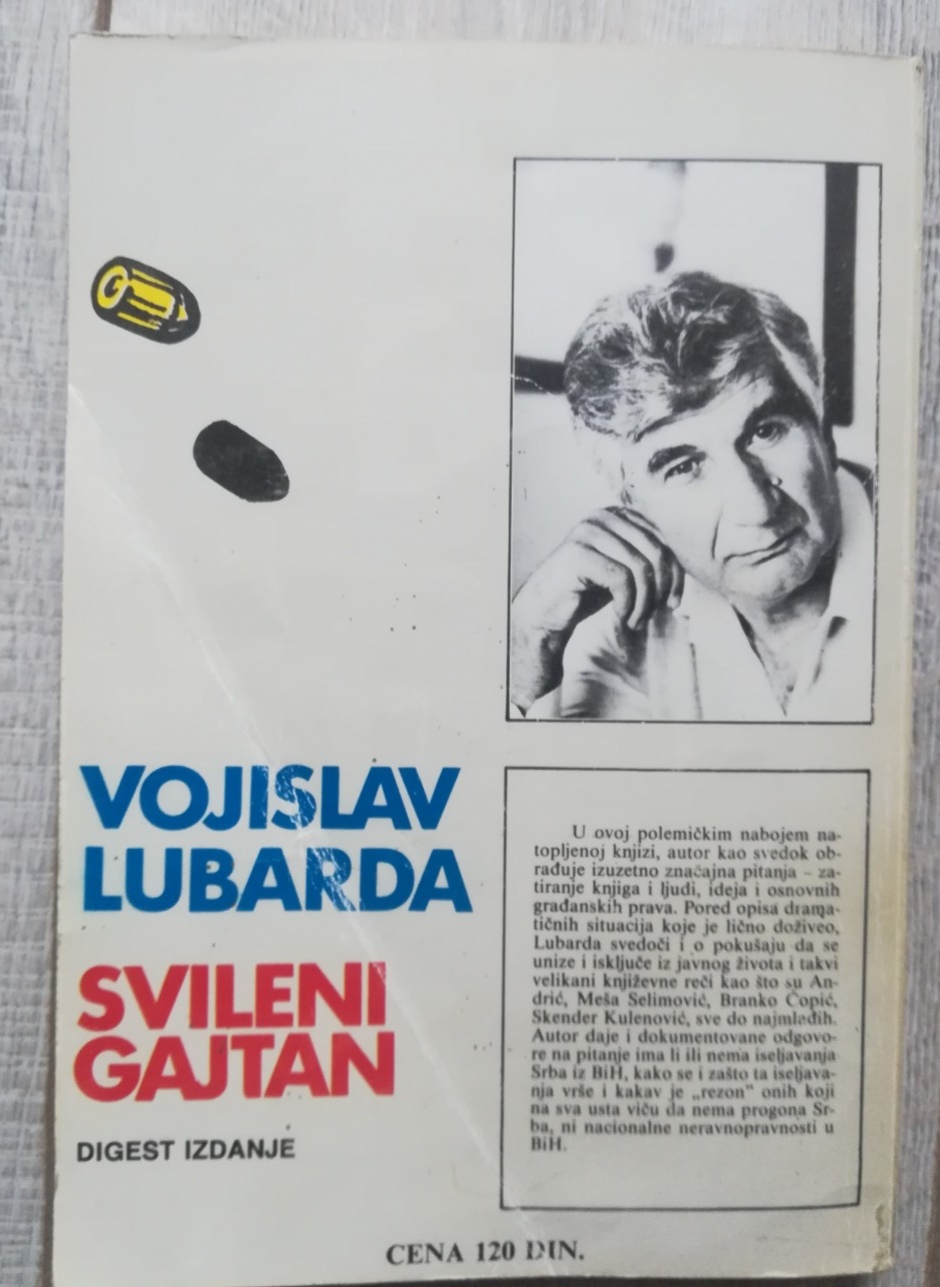 VOJISLAV
LUBARDA
SVILENI
GAJTAN
DIGEST IZDANJE
U ovoj polemičkim nabojem na-
topljenoj knjizi, autor kao svedok ob-
rađuje izuzetno značajna pitanja – za-
tiranje knjiga i ljudi, ideja i osnovnih
građanskih prava. Pored opisa drama-
tičnih situacija koje je lično doživeo,
Lubarda svedoči i o pokušaju da se
unize i isključe iz javnog života i takvi
velikani književne reči kao što su An-
drić, Meša Selimović, Branko Ćopić,
Skender Kulenović, sve do najmlađih.
Autor daje i dokumentovane odgovo-
re na pitanje ima li ili nema iseljavanja
Srba iz BiH, kako se i zašto ta iseljava-
nja vrše i kakav je „rezon" onih koji
na sva usta viču da nema progona Sr-
ba, ni nacionalne neravnopravnosti u
BiH.
CENA 120 DIN.